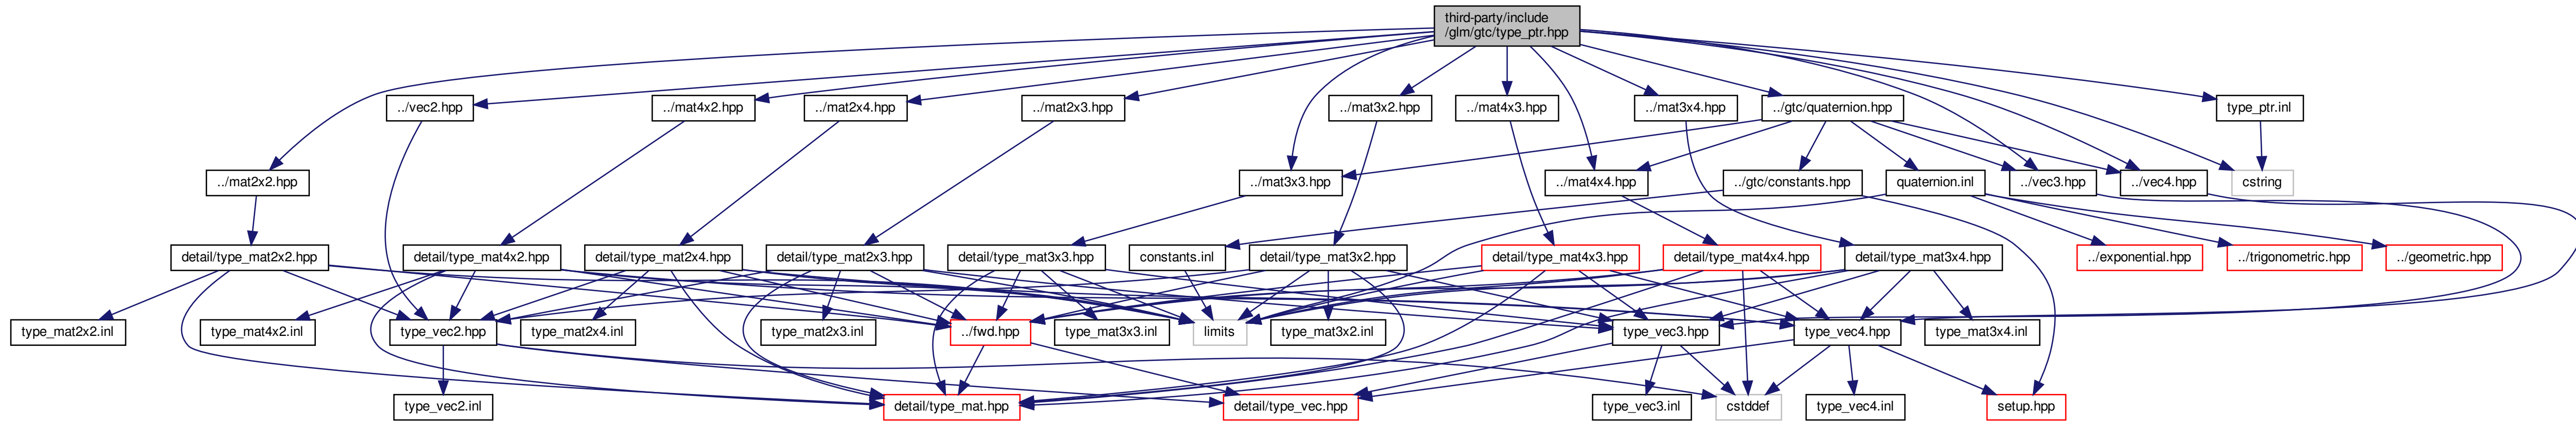 third-party/include
/glm/gtc/type_ptr.hpp
../vec2.hpp
../mat4x2.hpp
../mat2x4.hpp
../mat2x3.hpp
../mat3x2.hpp
../mat4x3.hpp
../mat3x4.hpp
../gtc/quaternion.hpp
type_ptr.inl
../mat2x2.hpp
../mat3x3.hpp
../mat4x4.hpp
../gtc/constants.hpp
quaternion.inl
../vec3.hpp
../vec4.hpp
cstring
detail/type_mat2x2.hpp
detail/type_mat4x2.hpp
detail/type_mat2x4.hpp
detail/type_mat2x3.hpp
detail/type_mat3x3.hpp
constants.inl
detail/type_mat3x2.hpp
detail/type_mat4x3.hpp
detail/type_mat4x4.hpp
detail/type_mat3x4.hpp
../exponential.hpp
../trigonometric.hpp
../geometric.hpp
type_mat2x2.inl
type_mat4x2.inl
type_vec2.hpp
type_mat2x4.inl
type_mat2x3.inl
../fwd.hpp
type_mat3x3.inl
limits
type_mat3x2.inl
type_vec3.hpp
type_vec4.hpp
type_mat3x4.inl
type_vec2.inl
detail/type_mat.hpp
detail/type_vec.hpp
type_vec3.inl
cstddef
type_vec4.inl
setup.hpp